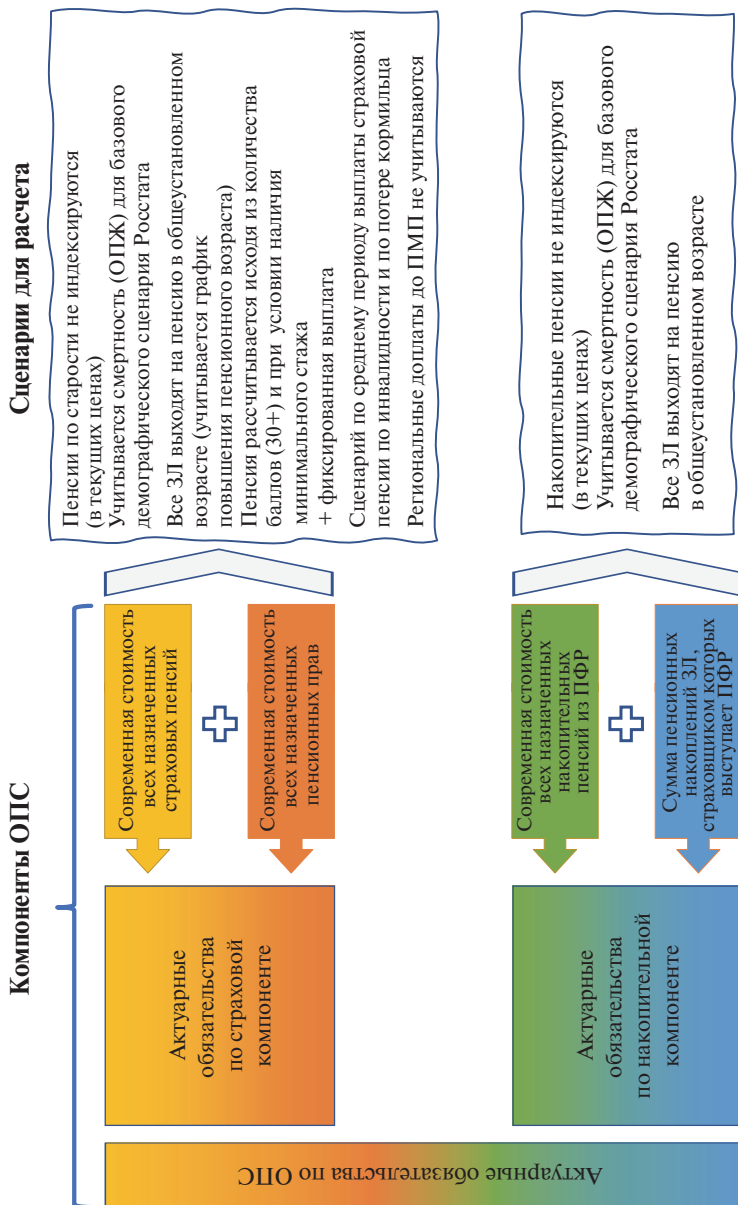 Компоненты ОПС
Сценарии для расчета
Актуарные обязательства по ОПС
Актуарные
обязательства
по страховой
компоненте
Современная стоимость
всех назначенных
страховых пенсий
Современная стоимость
всех назначенных
пенсионных прав
Пенсии по старости не индексируются
(в текущих ценах)
Учитывается смертность (ОПЖ) для базового
демографического сценария Росстата
Все ЗЛ выходят на пенсию в общеустановленном
возрасте (учитывается график
повышения пенсионного возраста)
Пенсия рассчитывается исходя из количества
баллов (30+) и при условии наличия
минимального стажа
+ фиксированная выплата
Сценарий по среднему периоду выплаты страховой
пенсии по инвалидности и по потере кормильца
Региональные доплаты до ПМП не учитываются
Актуарные
обязательства
по накопительной
компоненте
Современная стоимость
всех назначенных
накопительных
пенсий из ПФР
Сумма пенсионных
накоплений ЗЛ,
страховщиком которых
выступает ПФР
Накопительные пенсии не индексируются
(в текущих ценах)
Учитывается смертность (ОПЖ) для базового
демографического сценария Росстата
Все ЗЛ выходят на пенсию
в общеустановленном возрасте